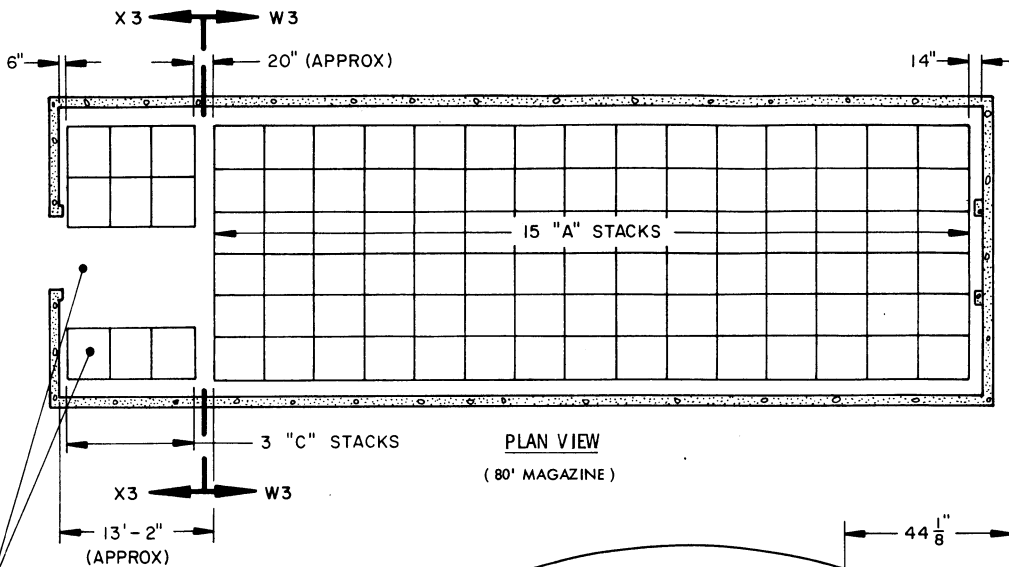 X3 W3
6" 20" (APPROX) 14"
15 "A" STACKS
3 "C" STACKS
PLAN VIEW
(80' MAGAZINE)
X3 W3
13'-2"
(APPROX)
44 1/8"